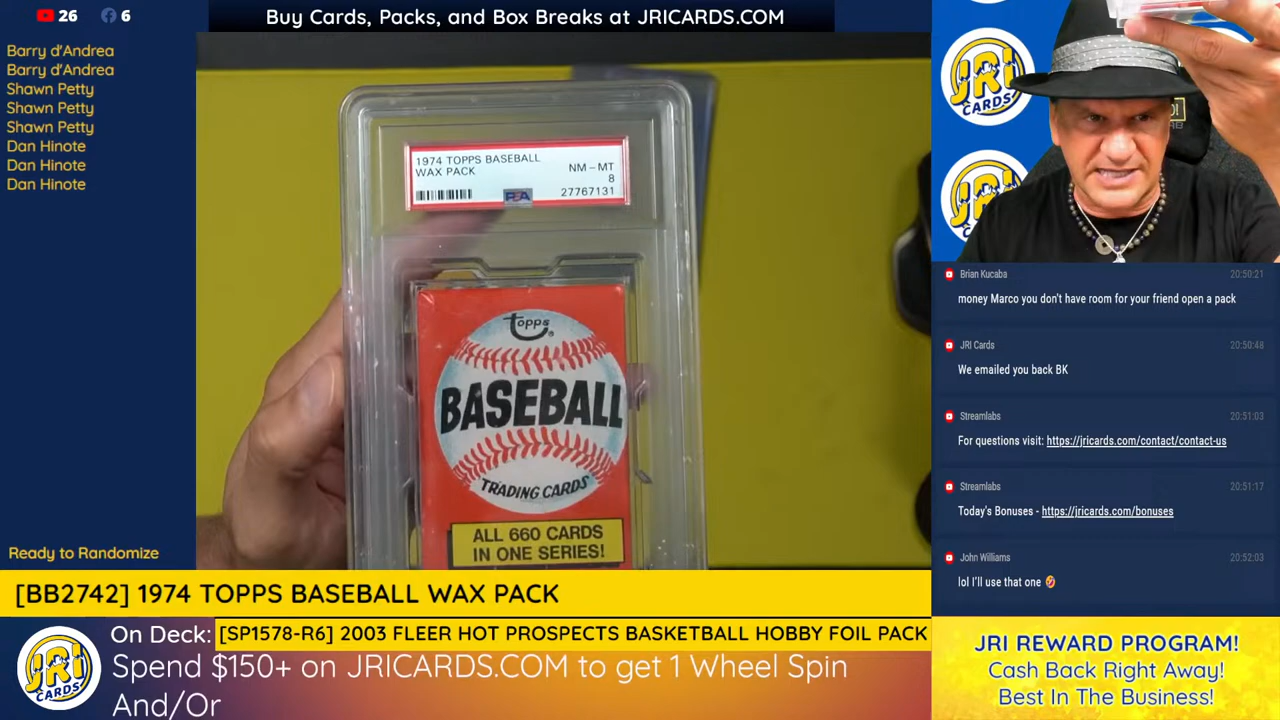 26
6
Buy Cards, Packs, and Box Breaks at JRICARDS.COM
Barry d'Andrea
Barry d'Andrea
Shawn Petty
Shawn Petty
Shawn Petty
Dan Hinote
Dan Hinote
Dan Hinote
Ready to Randomize
1974 TOPPS BASEBALL
WAX PACK
NM - MT
8
PSA
27767131
Topps
BASEBALL
TRADING CARDS
ALL 660 CARDS
IN ONE SERIES!
JRI
CARDS
JRI
CARDS
Brian Kucaba
20:50:21
money Marco you don't have room for your friend open a pack
JRI Cards
20:50:48
We emailed you back BK
Streamlabs
20:51:03
For questions visit: https://jricards.com/contact/contact-us
Streamlabs
20:51:17
Today's Bonuses - https://jricards.com/bonuses
John Williams
20:52:03
lol I'll use that one 🤣
[BB2742] 1974 TOPPS BASEBALL WAX PACK
JRI
CARDS
On Deck: [SP1578-R6] 2003 FLEER HOT PROSPECTS BASKETBALL HOBBY FOIL PACK
Spend $150+ on JRICARDS.COM to get 1 Wheel Spin
And/Or
JRI REWARD PROGRAM!
Cash Back Right Away!
Best In The Business!